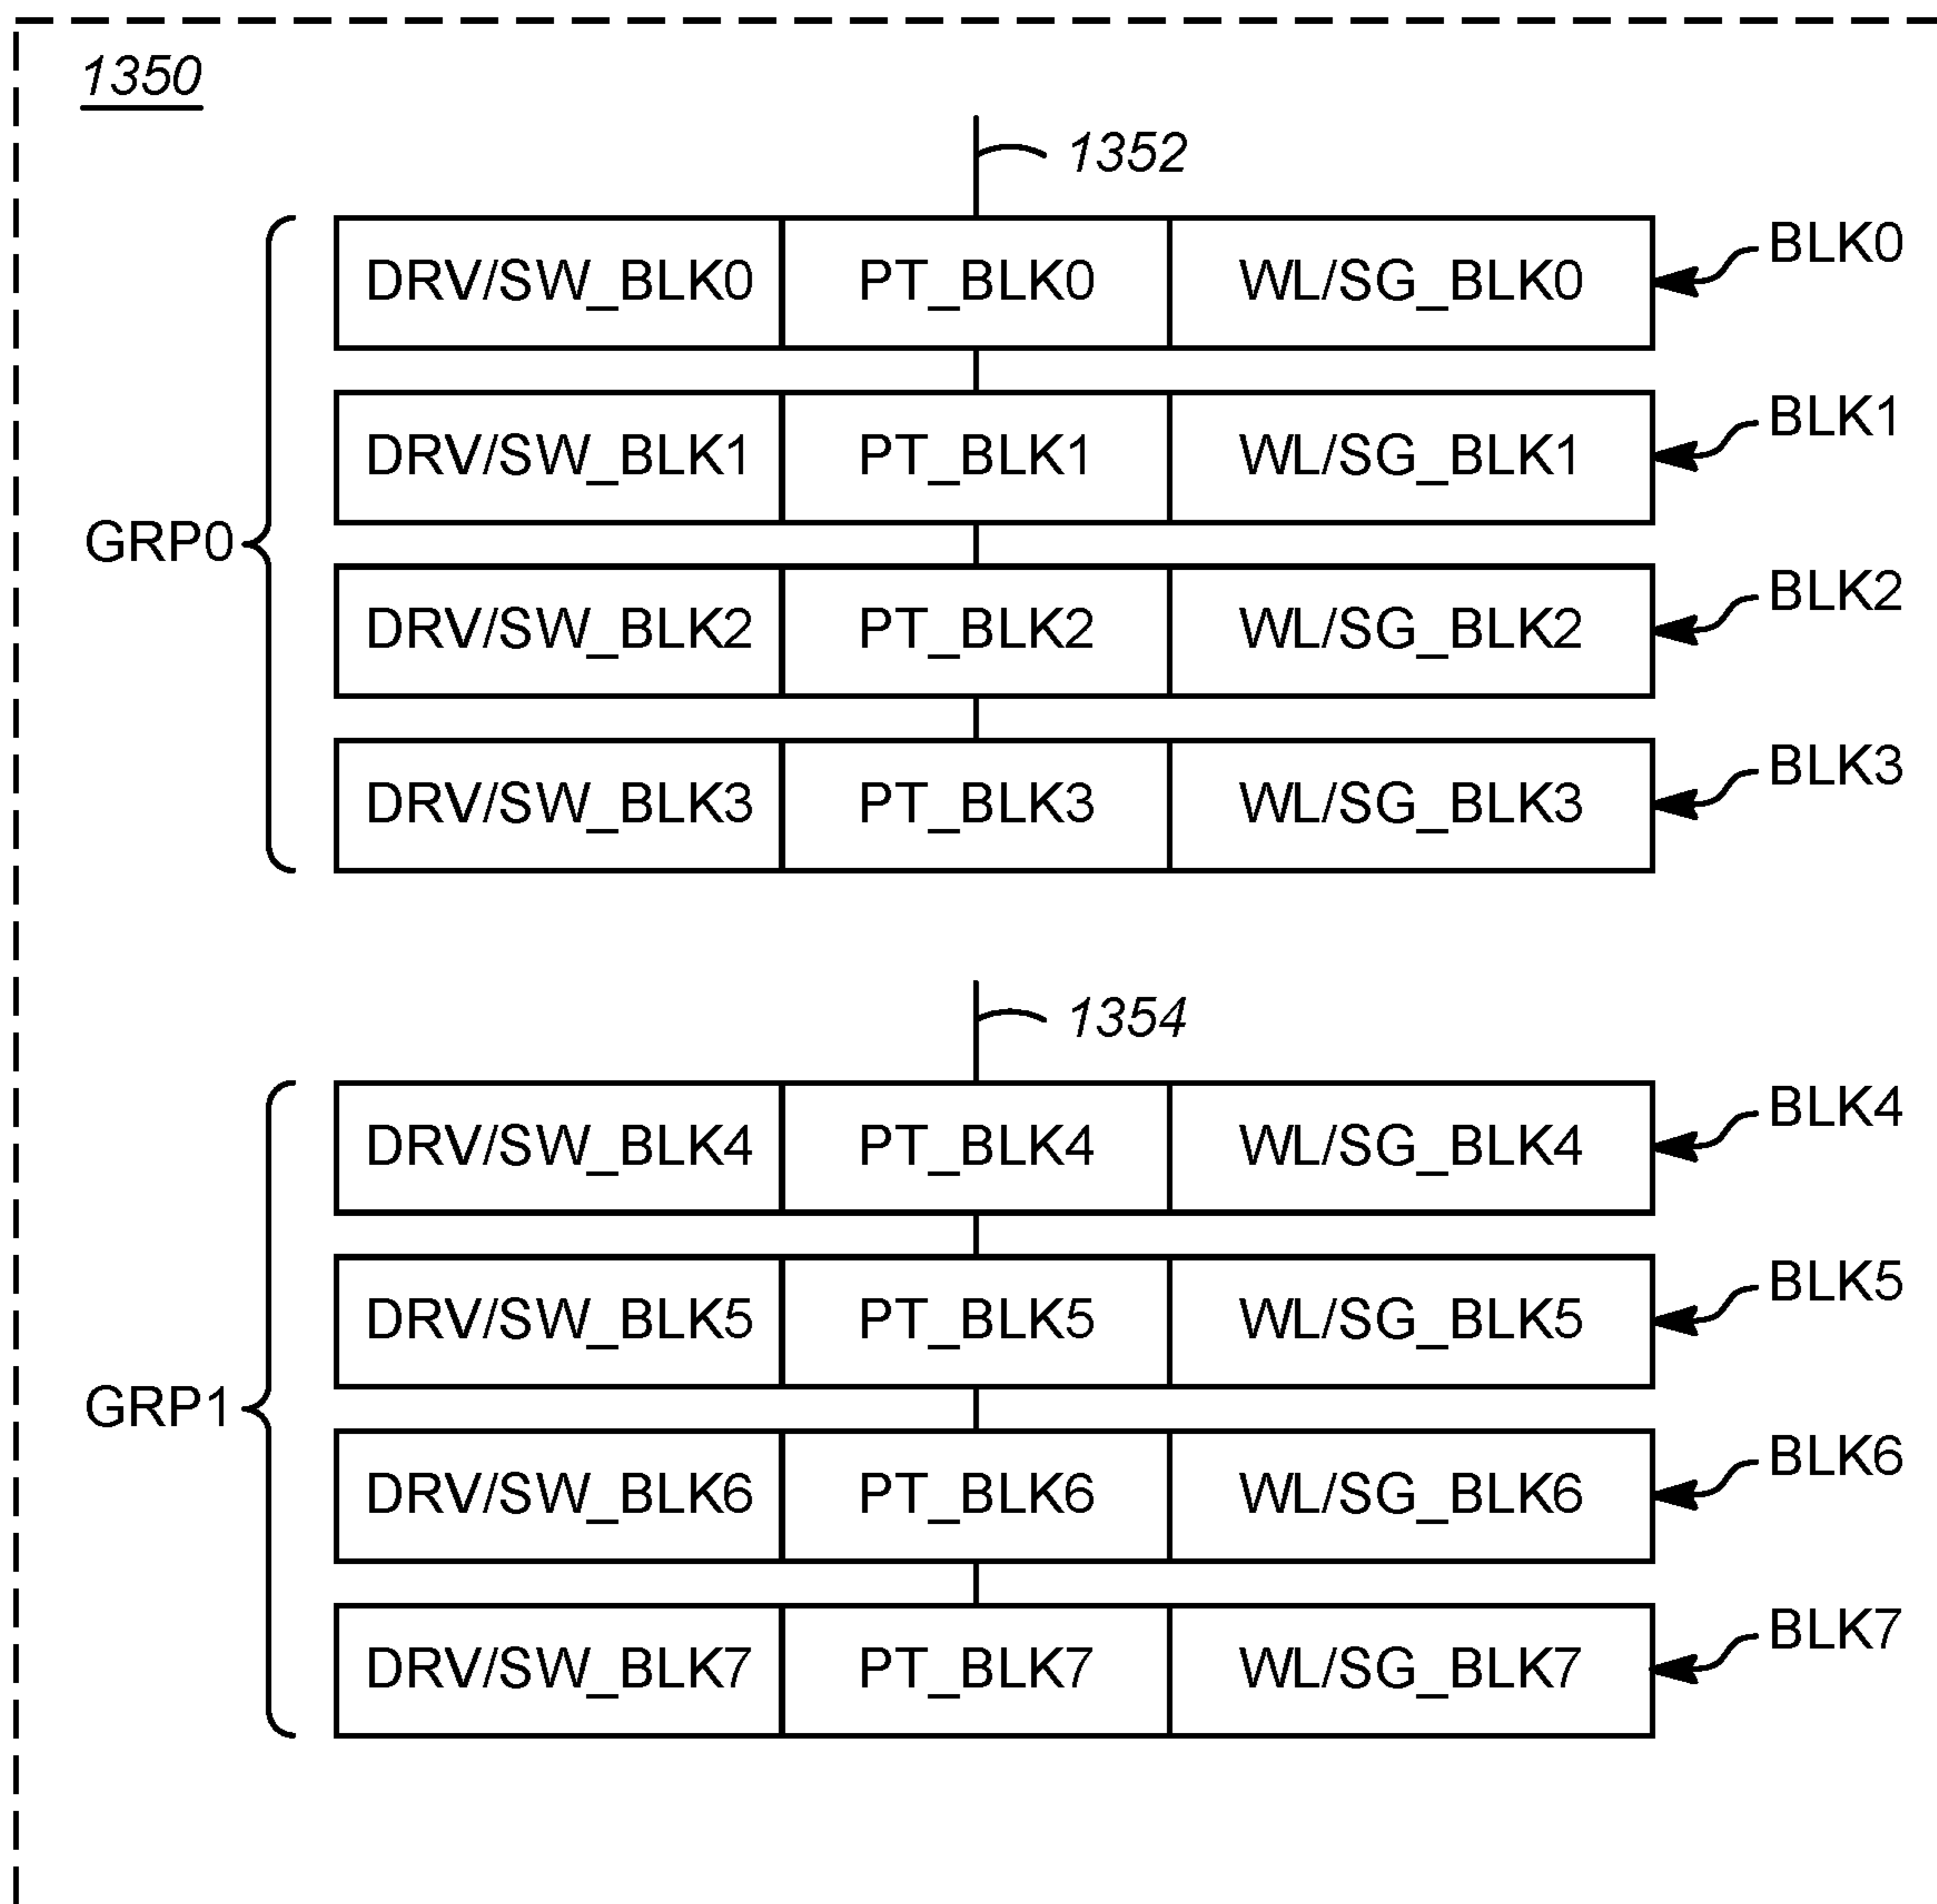 1350
1352
DRV/SW_BLK0 PT_BLK0 WL/SG_BLK0 BLK0
DRV/SW_BLK1 PT_BLK1 WL/SG_BLK1 BLK1
GRP0
DRV/SW_BLK2 PT_BLK2 WL/SG_BLK2 BLK2
DRV/SW_BLK3 PT_BLK3 WL/SG_BLK3 BLK3
1354
DRV/SW_BLK4 PT_BLK4 WL/SG_BLK4 BLK4
DRV/SW_BLK5 PT_BLK5 WL/SG_BLK5 BLK5
GRP1
DRV/SW_BLK6 PT_BLK6 WL/SG_BLK6 BLK6
DRV/SW_BLK7 PT_BLK7 WL/SG_BLK7 BLK7